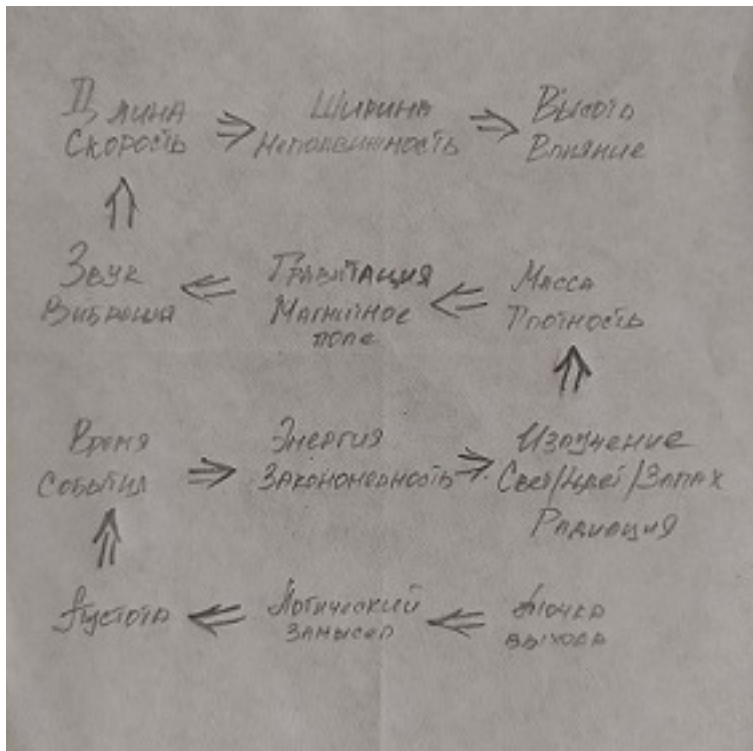 Длина ⇒ Ширина ⇒ Высота
Скорость Неподвижность Влияние
⇑
Звук ⇐ Гравитация ⇐ Масса
Вибрация Магнитное Плотность
поле
⇑
Время Энергия Излучение
События ⇒ Закономерность ⇒ Свет/Цвет/Запах
Радиация
⇑
Пустота ⇐ Логический ⇐ Точка
замысел выхода